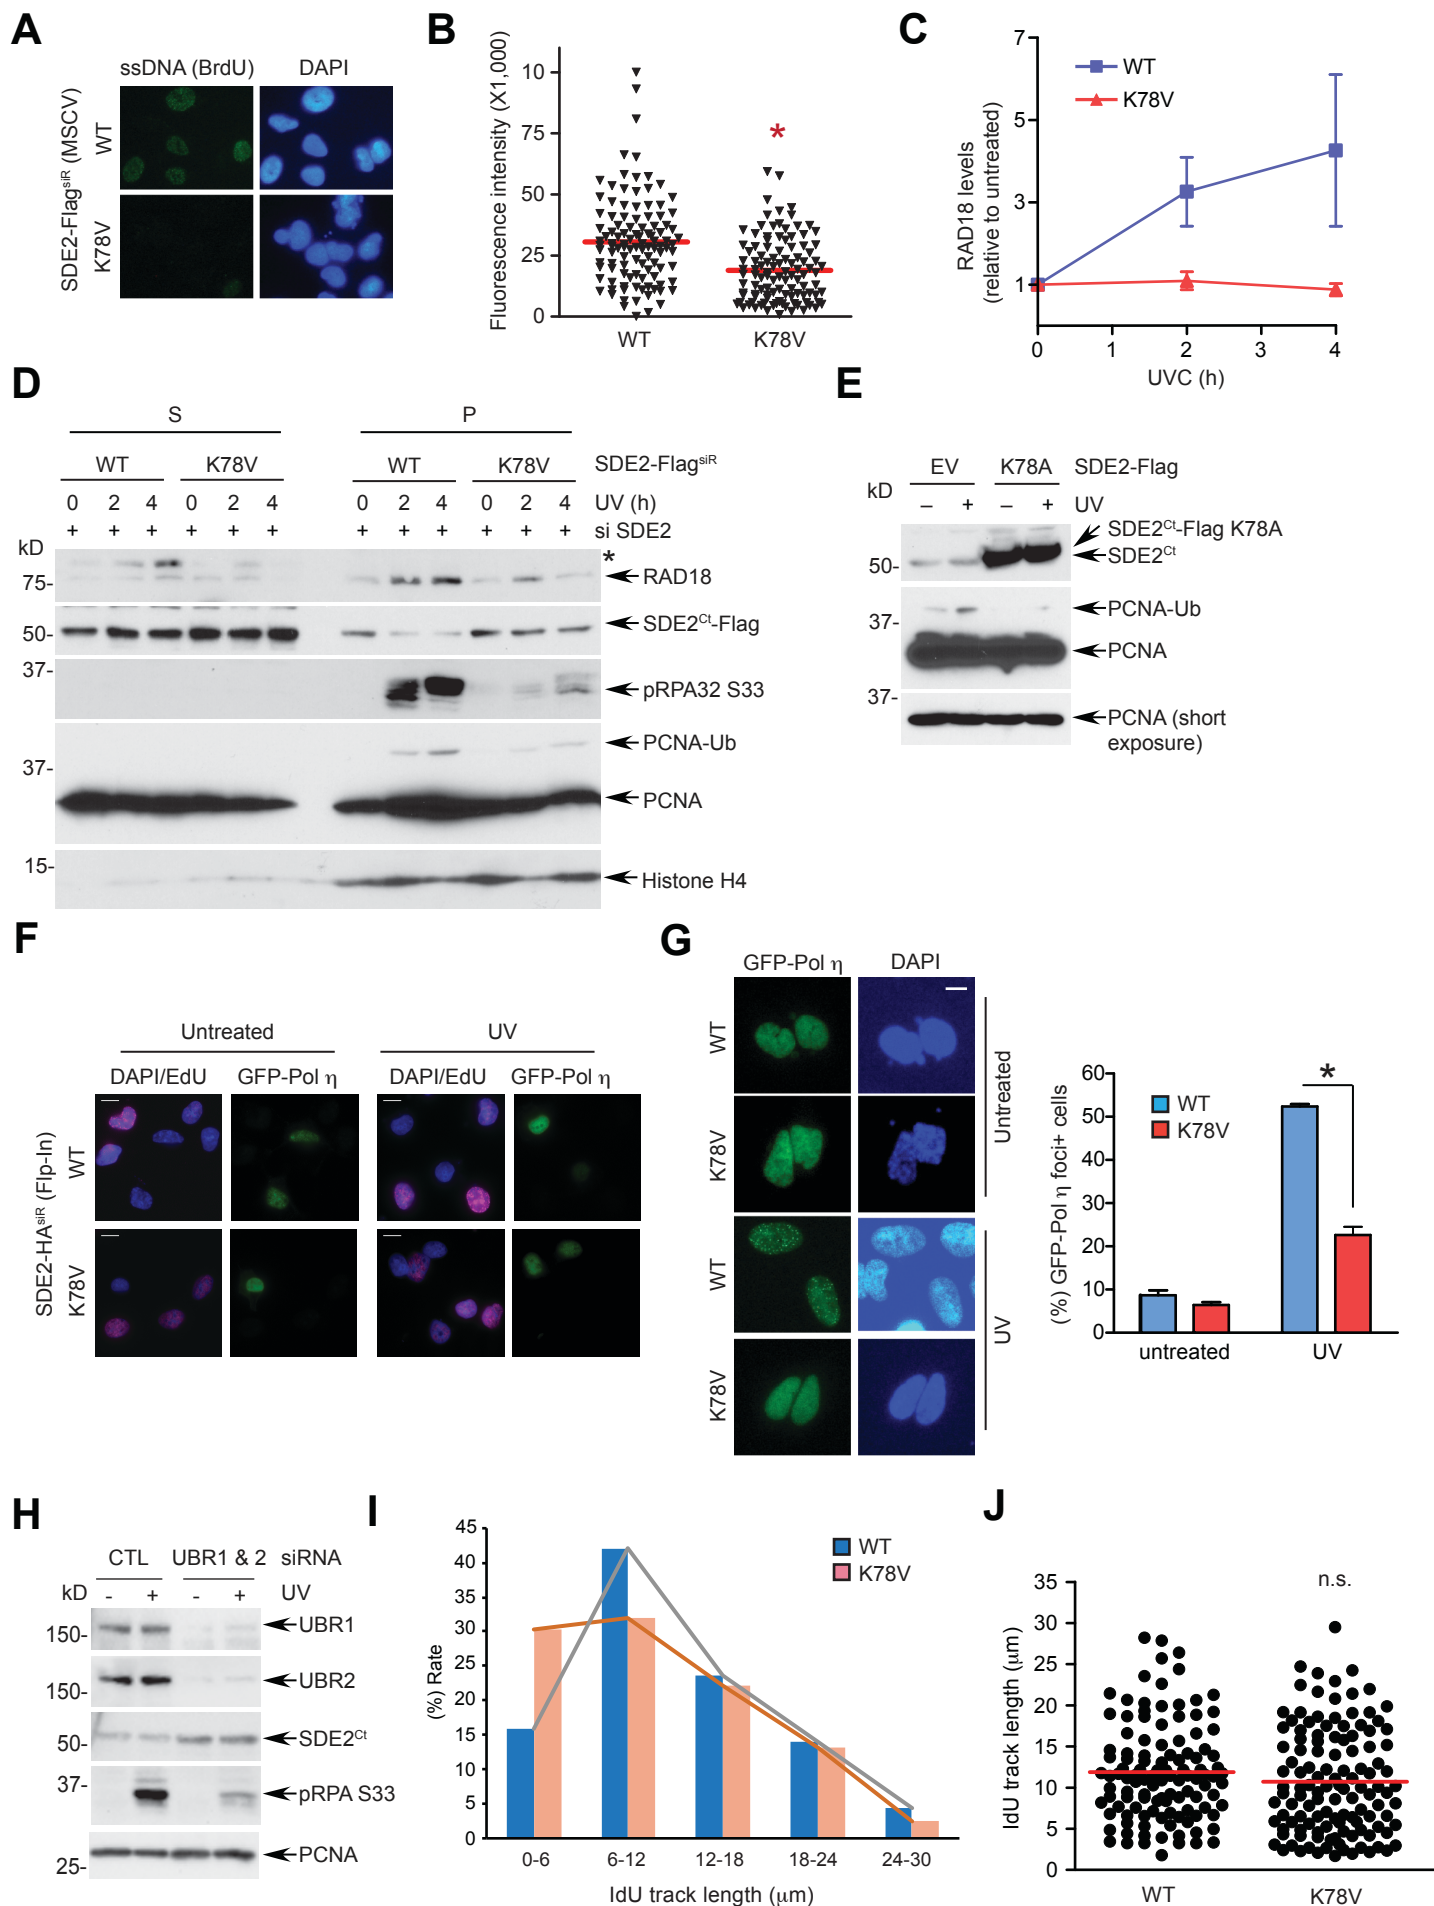 A
ssDNA (BrdU) DAPI
SDE2-Flag^siR (MSCV)
WT
K78V
B
Fluorescence intensity (X1,000)
10
75
50
25
0
*
WT K78V
C
RAD18 levels
(relative to untreated)
7
5
3
1
WT
K78V
0 1 2 3 4
UVC (h)
D
S P
WT K78V WT K78V SDE2-Flag^siR
0 2 4 0 2 4 0 2 4 0 2 4 UV (h)
+ + + + + + + + + + + + si SDE2
kD
*
75- RAD18
50- SDE2^Ct-Flag
37- pRPA32 S33
PCNA-Ub
37-
PCNA
15-
Histone H4
E
EV K78A SDE2-Flag
kD
– + – + UV
SDE2^Ct-Flag K78A
50- SDE2^Ct
PCNA-Ub
37-
PCNA
37-
PCNA (short
exposure)
F
Untreated UV
DAPI/EdU GFP-Pol η DAPI/EdU GFP-Pol η
SDE2-HA^siR (Flp-In)
WT
K78V
G
GFP-Pol η DAPI
WT
K78V
Untreated
WT
K78V
UV
(%) GFP-Pol η foci+ cells
60
50
30
20
10
0
WT
K78V
*
untreated UV
H
CTL UBR1 & 2 siRNA
kD - + - + UV
150- UBR1
150- UBR2
50- SDE2^Ct
37- pRPA S33
25- PCNA
I
(%) Rate
45
40
35
30
25
20
15
10
5
0
WT
K78V
0-6 6-12 12-18 18-24 24-30
IdU track length (μm)
J
IdU track length (μm)
35
30
25
20
15
10
5
0
n.s.
WT K78V